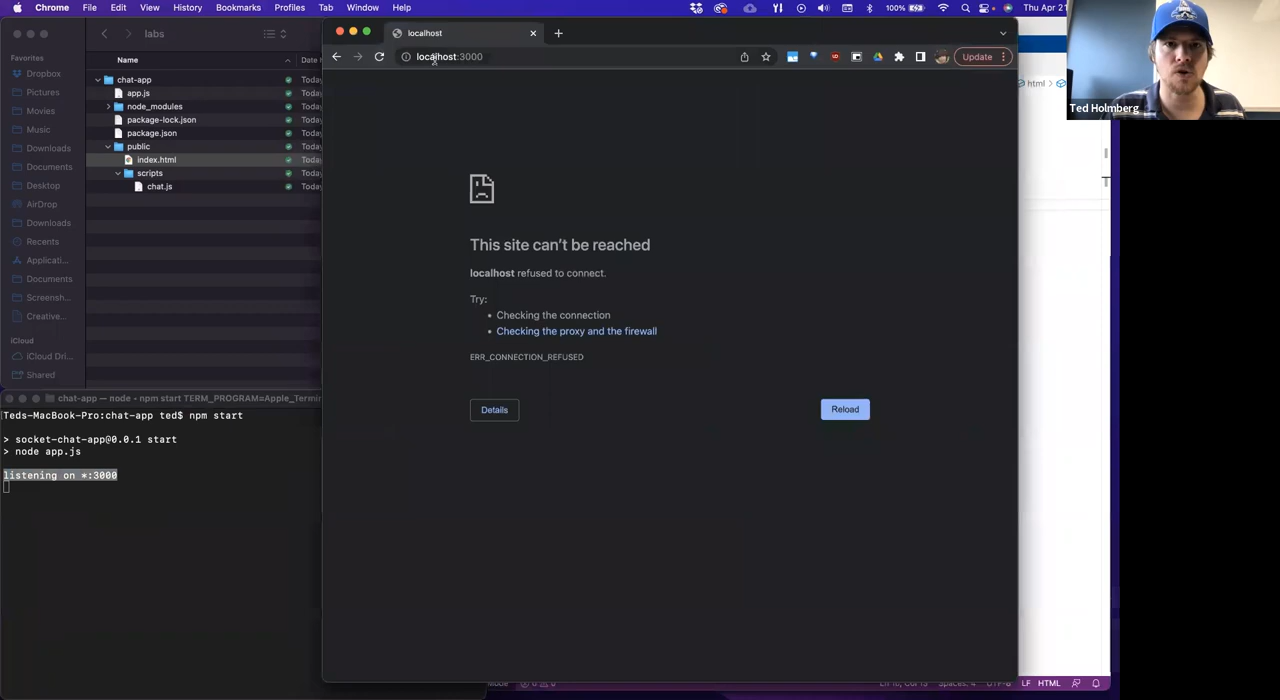 Chrome File Edit View History Bookmarks Profiles Tab Window Help 100% Thu Apr 21
labs
localhost
Favorites
Dropbox
Pictures
Movies
Music
Downloads
Documents
Desktop
AirDrop
Downloads
Recents
Applicati...
Documents
Screensh...
Creative...
iCloud
iCloud Dri...
Shared
Name
chat-app Today
app.js Today
node_modules Today
package-lock.json Today
package.json Today
public Today
index.html Today
scripts Today
chat.js Today
localhost:3000
Update
html
Ted Holmberg
This site can't be reached
localhost refused to connect.
Try:
• Checking the connection
• Checking the proxy and the firewall
ERR_CONNECTION_REFUSED
Details
Reload
chat-app — node • npm start TERM_PROGRAM=Apple_Termin
Teds-MacBook-Pro:chat-app ted$ npm start
> socket-chat-app@0.0.1 start
> node app.js
listening on *:3000
LF HTML